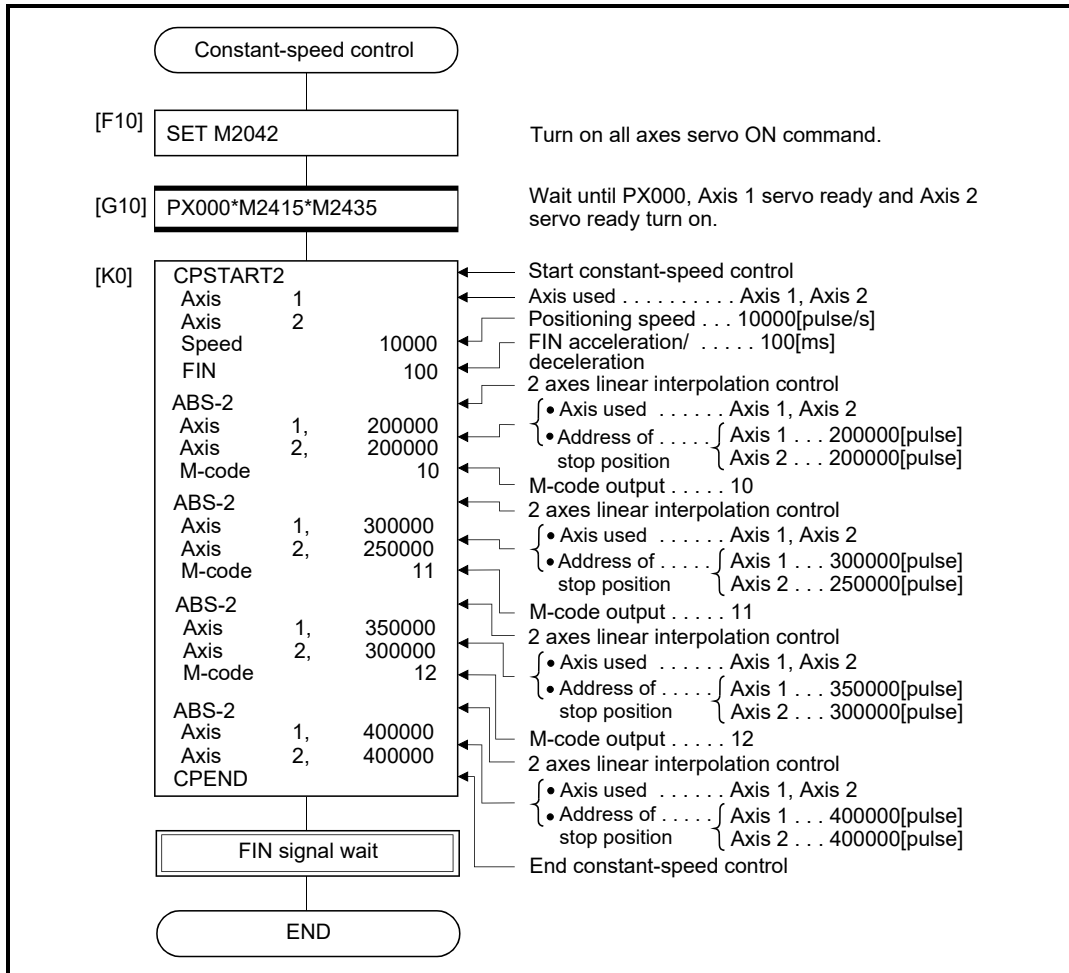 Constant-speed control
[F10] SET M2042 Turn on all axes servo ON command.
[G10] PX000*M2415*M2435 Wait until PX000, Axis 1 servo ready and Axis 2
servo ready turn on.
[K0] CPSTART2 Start constant-speed control
Axis 1 Axis used . . . . . . . . . . Axis 1, Axis 2
Axis 2 Positioning speed . . . 10000[pulse/s]
Speed 10000 FIN acceleration/ . . . . . 100[ms]
deceleration
FIN 100 2 axes linear interpolation control
ABS-2 • Axis used . . . . . . Axis 1, Axis 2
Axis 1, 200000 • Address of . . . . . Axis 1 . . . 200000[pulse]
Axis 2, 200000 stop position Axis 2 . . . 200000[pulse]
M-code 10 M-code output . . . . . 10
ABS-2 2 axes linear interpolation control
Axis 1, 300000 • Axis used . . . . . . Axis 1, Axis 2
Axis 2, 250000 • Address of . . . . . Axis 1 . . . 300000[pulse]
M-code 11 stop position Axis 2 . . . 250000[pulse]
ABS-2 M-code output . . . . . 11
Axis 1, 350000 2 axes linear interpolation control
Axis 2, 300000 • Axis used . . . . . . Axis 1, Axis 2
M-code 12 • Address of . . . . . Axis 1 . . . 350000[pulse]
ABS-2 stop position Axis 2 . . . 300000[pulse]
Axis 1, 400000 M-code output . . . . . 12
Axis 2, 400000 2 axes linear interpolation control
CPEND • Axis used . . . . . . Axis 1, Axis 2
• Address of . . . . . Axis 1 . . . 400000[pulse]
stop position Axis 2 . . . 400000[pulse]
FIN signal wait End constant-speed control
END